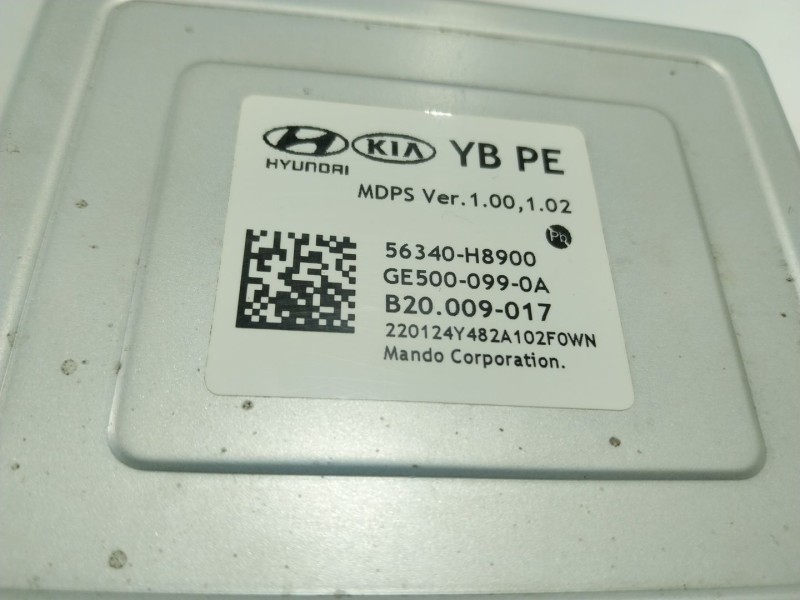 HYUNDAI KIA YB PE
MDPS Ver.1.00,1.02
Ph
56340-H8900
GE500-099-0A
B20.009-017
220124Y482A102F0WN
Mando Corporation.